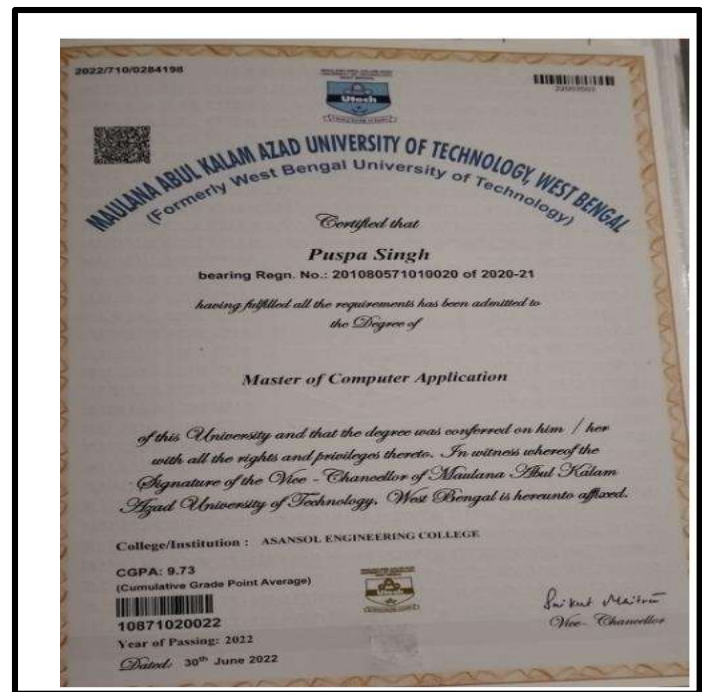 2022/710/0284198
Utech
MAULANA ABUL KALAM AZAD UNIVERSITY OF TECHNOLOGY, WEST BENGAL
(Formerly West Bengal University of Technology)
Certified that
Puspa Singh
bearing Regn. No.: 201080571010020 of 2020-21
having fulfilled all the requirements has been admitted to
the Degree of
Master of Computer Application
of this University and that the degree was conferred on him / her
with all the rights and privileges thereto. In witness whereof the
Signature of the Vice - Chancellor of Maulana Abul Kalam
Azad University of Technology, West Bengal is hereunto affixed.
College/Institution : ASANSOL ENGINEERING COLLEGE
CGPA: 9.73
(Cumulative Grade Point Average)
10871020022
Year of Passing: 2022
Dated: 30th June 2022
Saikat Maitra
Vice- Chancellor